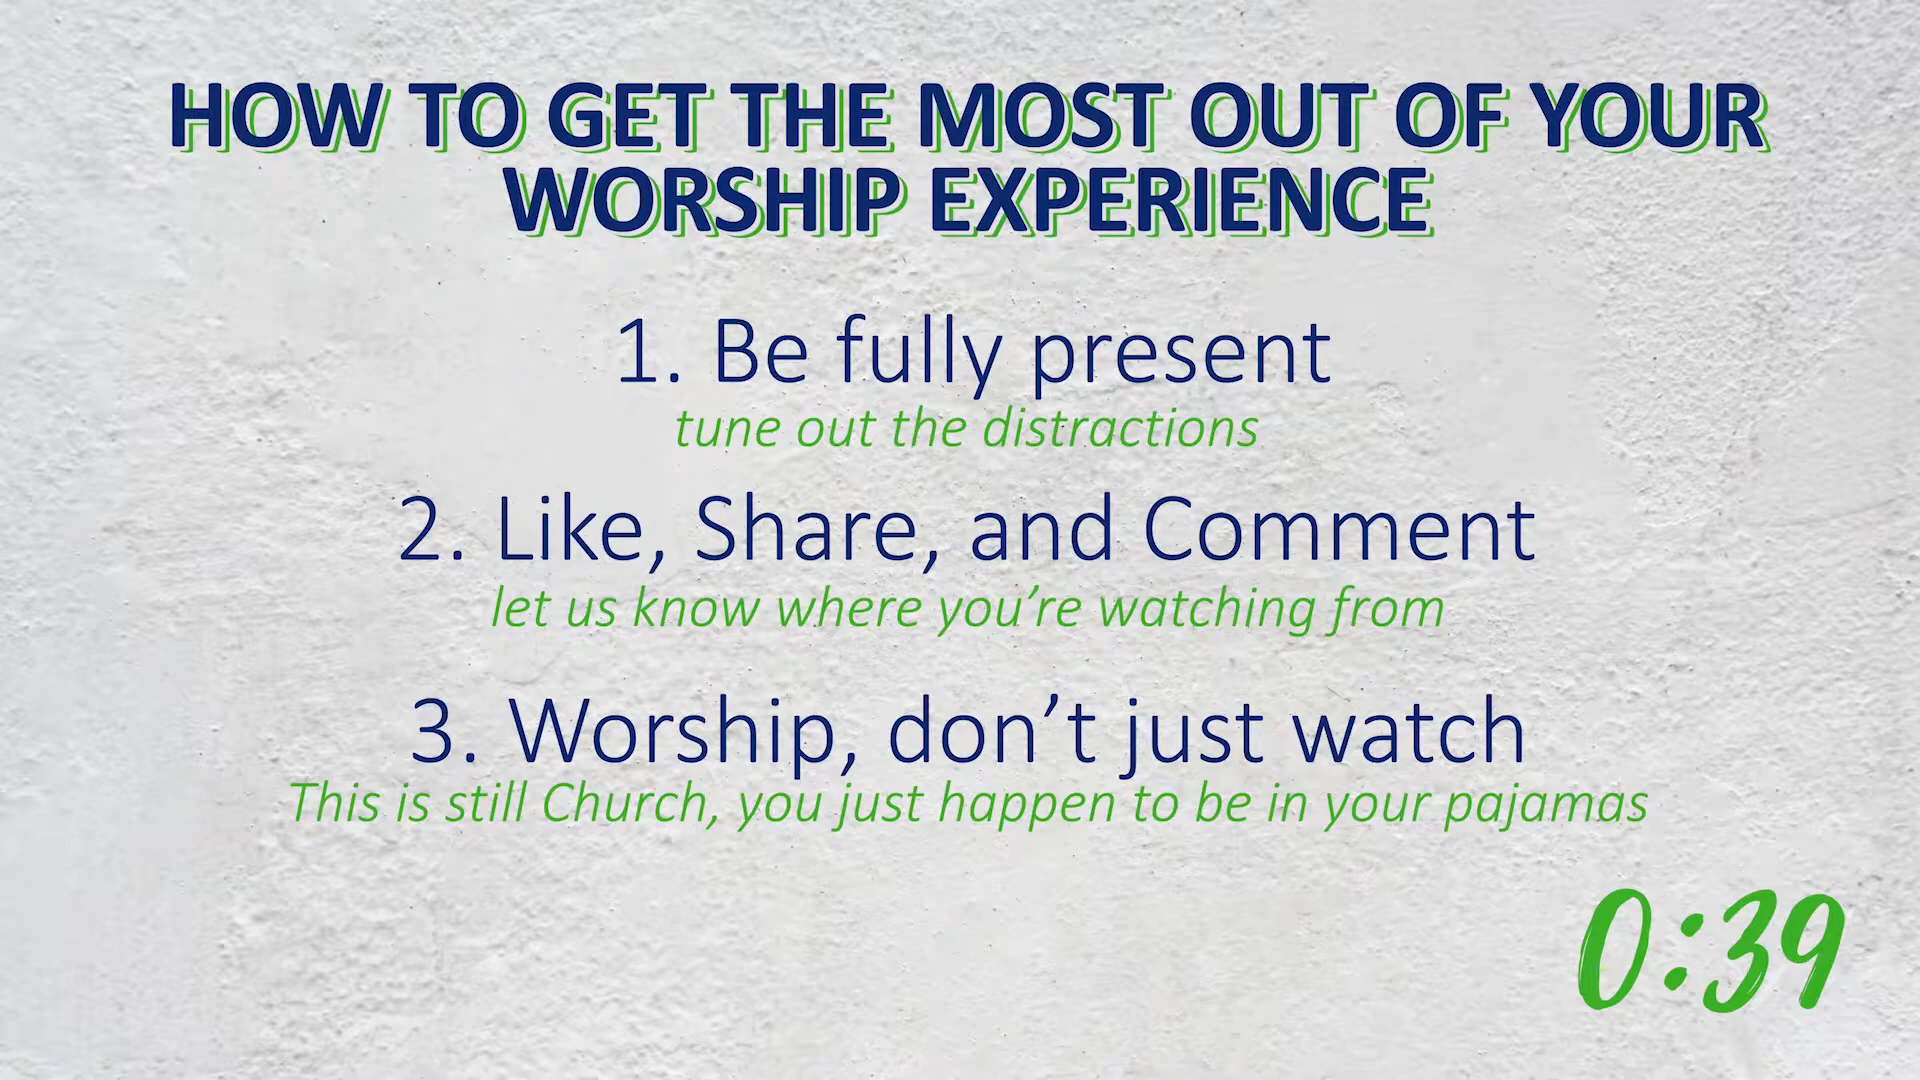 HOW TO GET THE MOST OUT OF YOUR
WORSHIP EXPERIENCE
1. Be fully present
tune out the distractions
2. Like, Share, and Comment
let us know where you’re watching from
3. Worship, don’t just watch
This is still Church, you just happen to be in your pajamas
0:39